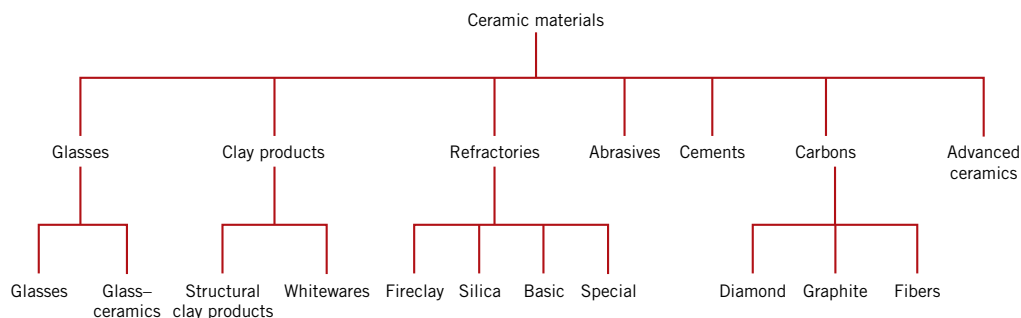 Ceramic materials
Glasses
Clay products
Refractories
Abrasives
Cements
Carbons
Advanced
ceramics
Glasses
Glass–
ceramics
Structural
clay products
Whitewares
Fireclay
Silica
Basic
Special
Diamond
Graphite
Fibers